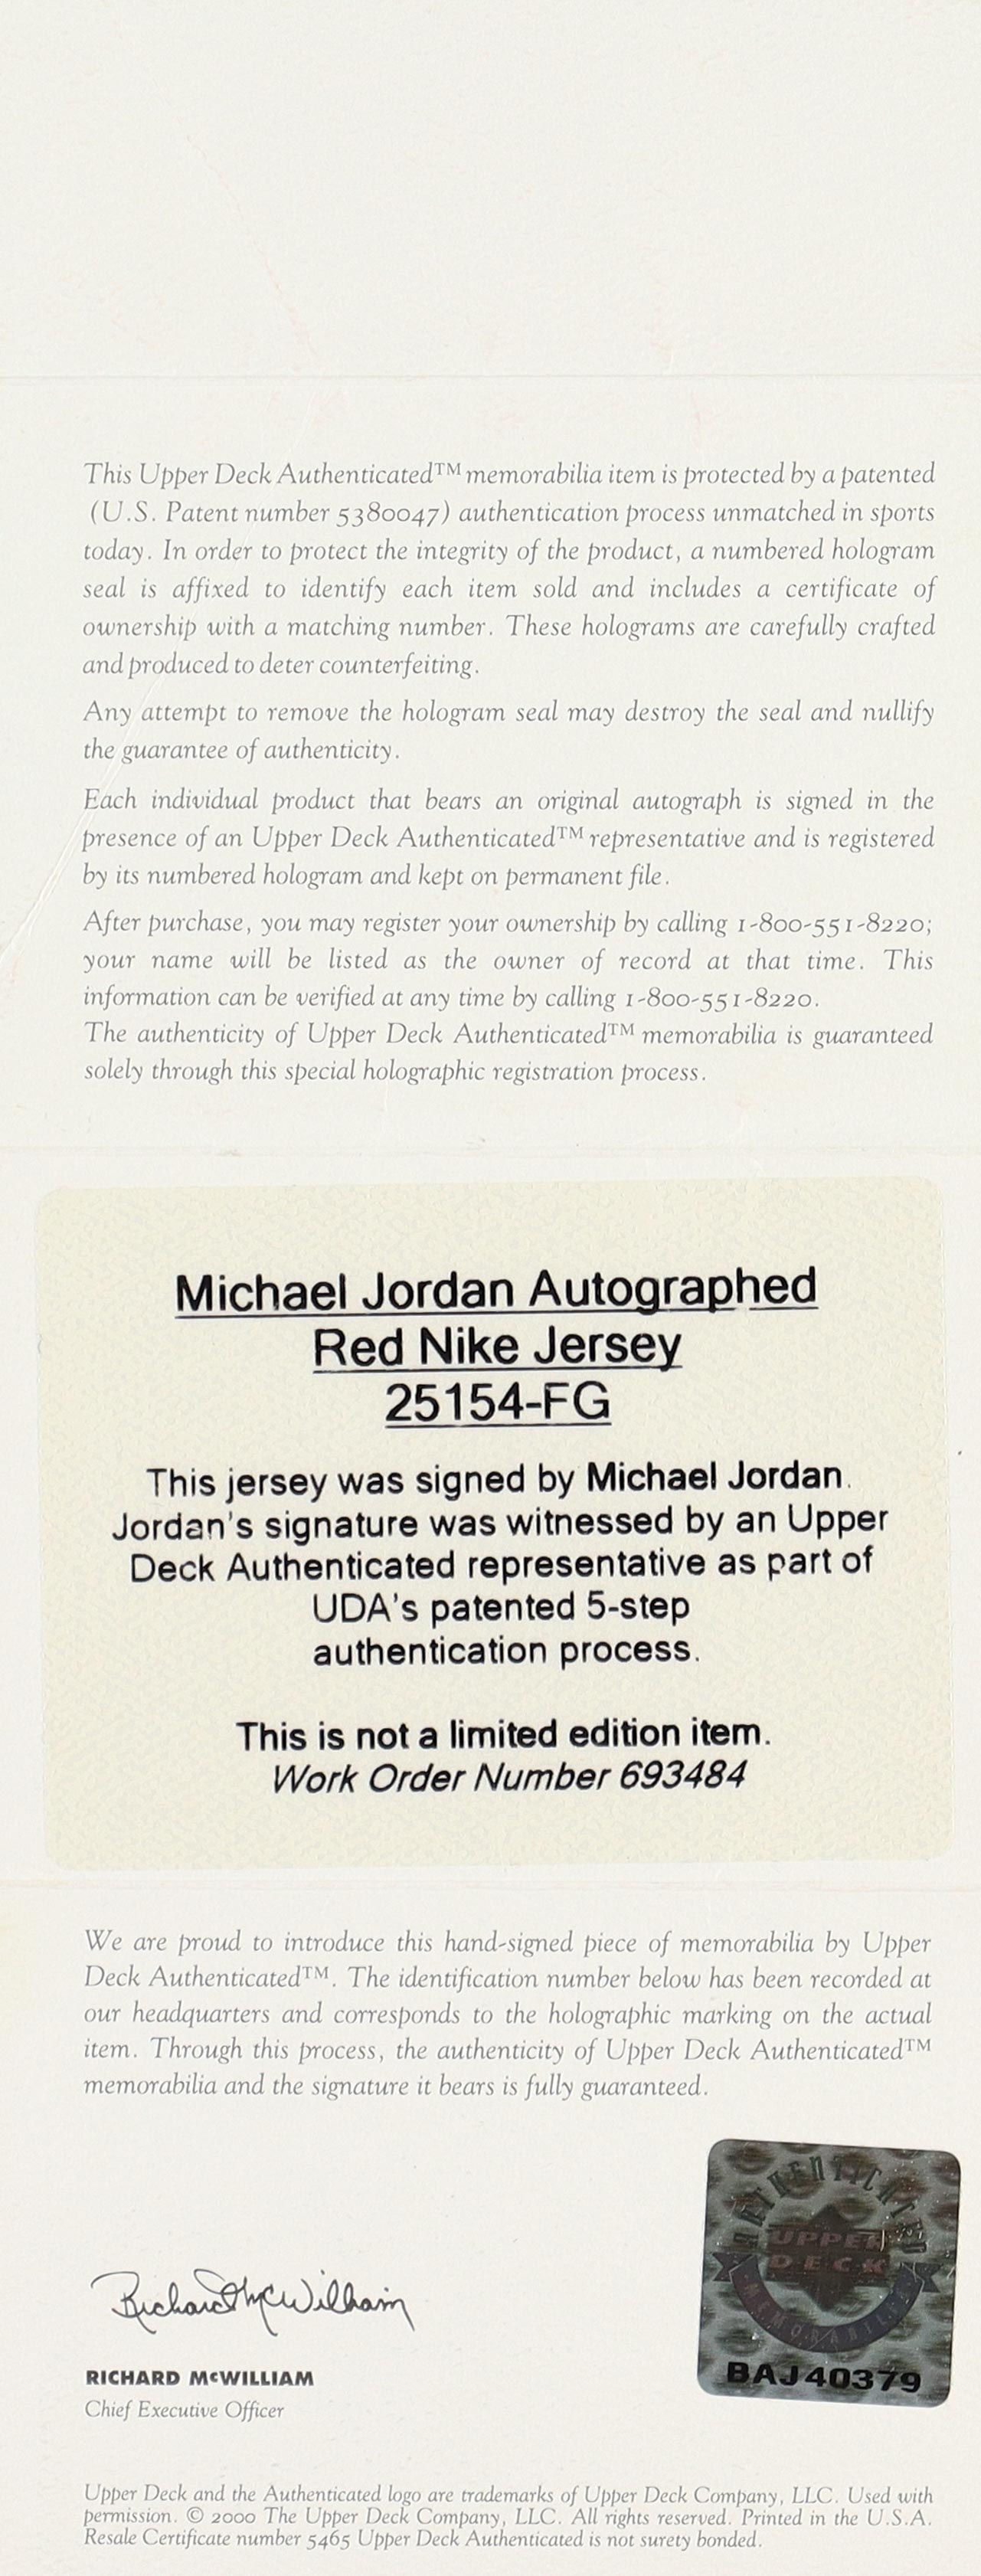 This Upper Deck Authenticated™ memorabilia item is protected by a patented
(U.S. Patent number 5380047) authentication process unmatched in sports
today. In order to protect the integrity of the product, a numbered hologram
seal is affixed to identify each item sold and includes a certificate of
ownership with a matching number. These holograms are carefully crafted
and produced to deter counterfeiting.
Any attempt to remove the hologram seal may destroy the seal and nullify
the guarantee of authenticity.
Each individual product that bears an original autograph is signed in the
presence of an Upper Deck Authenticated™ representative and is registered
by its numbered hologram and kept on permanent file.
After purchase, you may register your ownership by calling 1-800-551-8220;
your name will be listed as the owner of record at that time. This
information can be verified at any time by calling 1-800-551-8220.
The authenticity of Upper Deck Authenticated™ memorabilia is guaranteed
solely through this special holographic registration process.
Michael Jordan Autographed
Red Nike Jersey
25154-FG
This jersey was signed by Michael Jordan.
Jordan's signature was witnessed by an Upper
Deck Authenticated representative as part of
UDA's patented 5-step
authentication process.
This is not a limited edition item.
Work Order Number 693484
We are proud to introduce this hand-signed piece of memorabilia by Upper
Deck Authenticated™. The identification number below has been recorded at
our headquarters and corresponds to the holographic marking on the actual
item. Through this process, the authenticity of Upper Deck Authenticated™
memorabilia and the signature it bears is fully guaranteed.
AUTHENTICATED
UPPER
DECK
MEMORABILIA
BAJ40379
Richard McWilliam
RICHARD McWILLIAM
Chief Executive Officer
Upper Deck and the Authenticated logo are trademarks of Upper Deck Company, LLC. Used with
permission. © 2000 The Upper Deck Company, LLC. All rights reserved. Printed in the U.S.A.
Resale Certificate number 5465 Upper Deck Authenticated is not surety bonded.